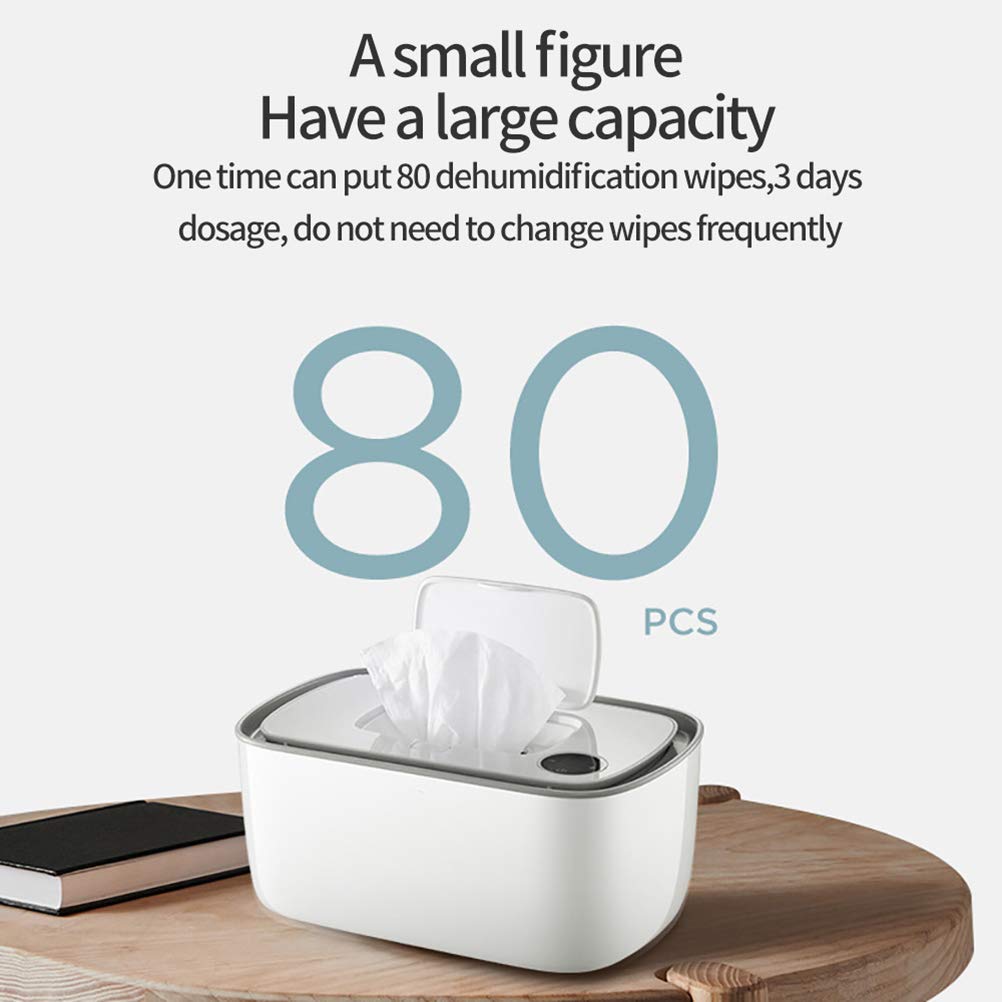 A small figure
Have a large capacity
One time can put 80 dehumidification wipes,3 days
dosage, do not need to change wipes frequently
80
PCS